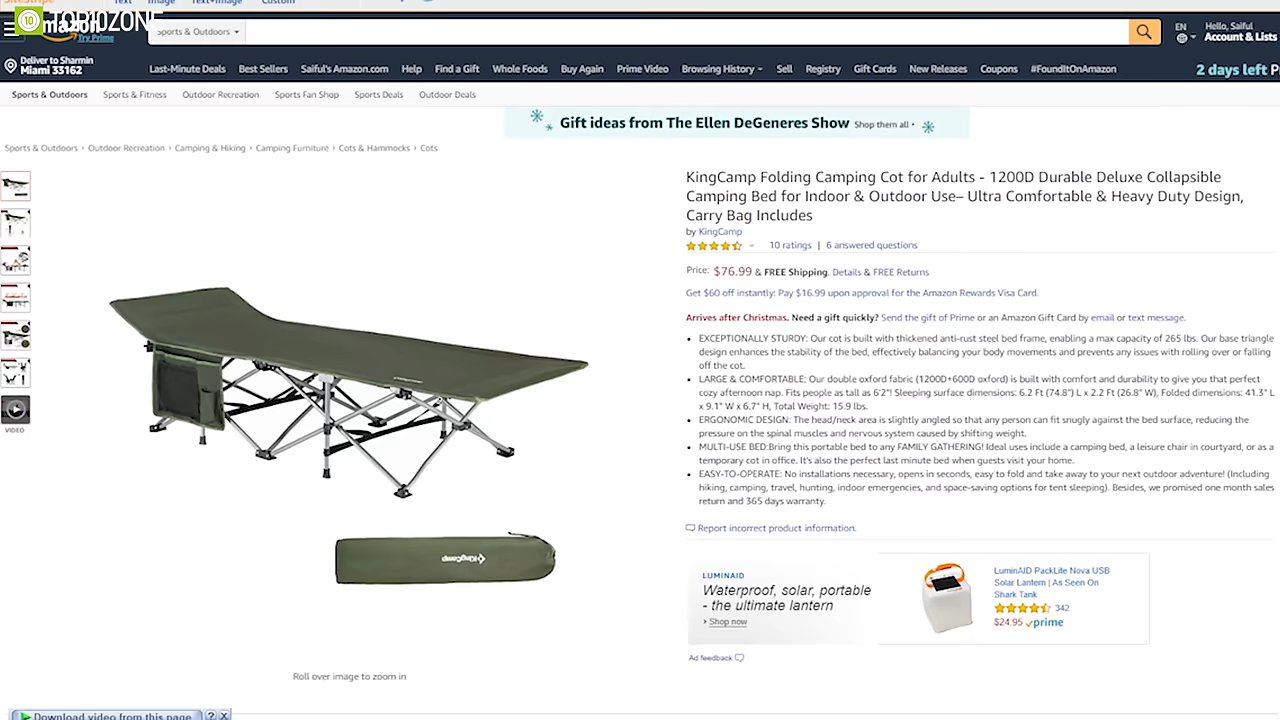 Text Image Text+Image Custom
10 TOP10ZONE
amazon
Try Prime
Sports & Outdoors
EN
Hello, Saiful
Account & Lists
Deliver to Sharmin
Miami 33162
Last-Minute Deals Best Sellers Saiful's Amazon.com Help Find a Gift Whole Foods Buy Again Prime Video Browsing History Sell Registry Gift Cards New Releases Coupons #FoundItOnAmazon
2 days left
Sports & Outdoors Sports & Fitness Outdoor Recreation Sports Fan Shop Sports Deals Outdoor Deals
Gift ideas from The Ellen DeGeneres Show Shop them all
Sports & Outdoors › Outdoor Recreation › Camping & Hiking › Camping Furniture › Cots & Hammocks › Cots
VIDEO
KingCamp
Roll over image to zoom in
KingCamp Folding Camping Cot for Adults - 1200D Durable Deluxe Collapsible
Camping Bed for Indoor & Outdoor Use– Ultra Comfortable & Heavy Duty Design,
Carry Bag Includes
by KingCamp
10 ratings | 6 answered questions
Price: $76.99 & FREE Shipping. Details & FREE Returns
Get $60 off instantly: Pay $16.99 upon approval for the Amazon Rewards Visa Card.
Arrives after Christmas. Need a gift quickly? Send the gift of Prime or an Amazon Gift Card by email or text message.
• EXCEPTIONALLY STURDY: Our cot is built with thickened anti-rust steel bed frame, enabling a max capacity of 265 lbs. Our base triangle
design enhances the stability of the bed, effectively balancing your body movements and prevents any issues with rolling over or falling
off the cot.
• LARGE & COMFORTABLE: Our double oxford fabric (1200D+600D oxford) is built with comfort and durability to give you that perfect
cozy afternoon nap. Fits people as tall as 6'2"! Sleeping surface dimensions: 6.2 Ft (74.8") L x 2.2 Ft (26.8" W), Folded dimensions: 41.3" L
x 9.1" W x 6.7" H, Total Weight: 15.9 lbs.
• ERGONOMIC DESIGN: The head/neck area is slightly angled so that any person can fit snugly against the bed surface, reducing the
pressure on the spinal muscles and nervous system caused by shifting weight.
• MULTI-USE BED:Bring this portable bed to any FAMILY GATHERING! Ideal uses include a camping bed, a leisure chair in courtyard, or as a
temporary cot in office. It's also the perfect last minute bed when guests visit your home.
• EASY-TO-OPERATE: No installations necessary, opens in seconds, easy to fold and take away to your next outdoor adventure! (Including
hiking, camping, travel, hunting, indoor emergencies, and space-saving options for tent sleeping). Besides, we promised one month sales
return and 365 days warranty.
Report incorrect product information.
LUMINAID
Waterproof, solar, portable
- the ultimate lantern
› Shop now
LuminAID PackLite Nova USB
Solar Lantern | As Seen On
Shark Tank
342
$24.95 prime
Ad feedback
Download video from this page ? X